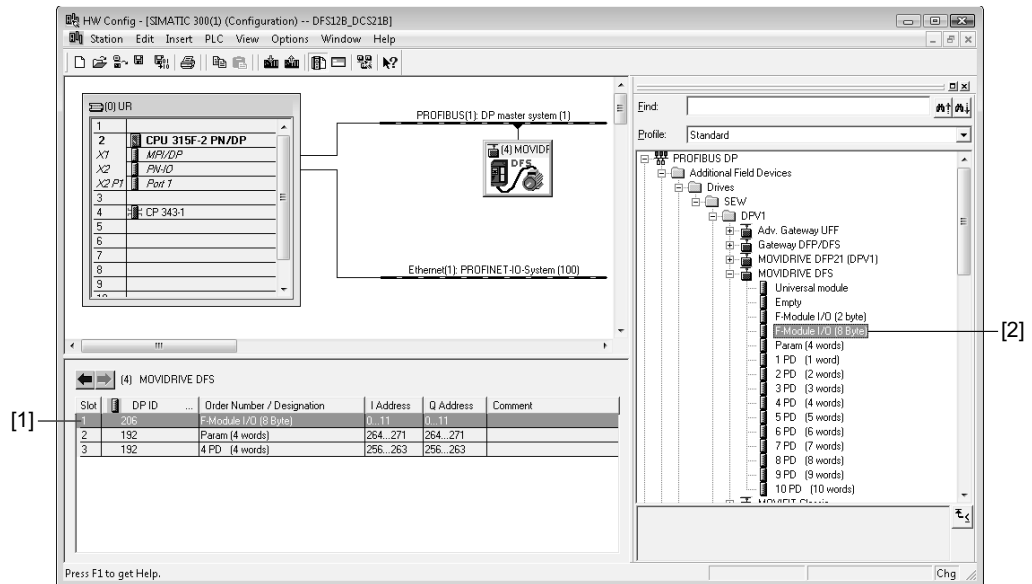 HW Config - [SIMATIC 300(1) (Configuration) -- DFS12B_DCS21B]
Station Edit Insert PLC View Options Window Help
(0) UR
1
2 CPU 315F-2 PN/DP
X1 MPI/DP
X2 PN-IO
X2 P1 Port 1
3
4 CP 343-1
5
6
7
8
9
10
PROFIBUS(1): DP master system (1)
(4) MOVIDF
DFS
Ethernet(1): PROFINET-IO-System (100)
Find:
Profile: Standard
PROFIBUS DP
Additional Field Devices
Drives
SEW
DPV1
Adv. Gateway UFF
Gateway DFP/DFS
MOVIDRIVE DFP21 (DPV1)
MOVIDRIVE DFS
Universal module
Empty
F-Module I/O (2 byte)
F-Module I/O (8 Byte)
Param (4 words)
1 PD (1 word)
2 PD (2 words)
3 PD (3 words)
4 PD (4 words)
5 PD (5 words)
6 PD (6 words)
7 PD (7 words)
8 PD (8 words)
9 PD (9 words)
10 PD (10 words)
MOVIFIT Classic
[2]
(4) MOVIDRIVE DFS
Slot DP ID ... Order Number / Designation I Address Q Address Comment
[1]
1 206 F-Module I/O (8 Byte) 0...11 0...11
2 192 Param (4 words) 264...271 264...271
3 192 4 PD (4 words) 256...263 256...263
Press F1 to get Help.
Chg